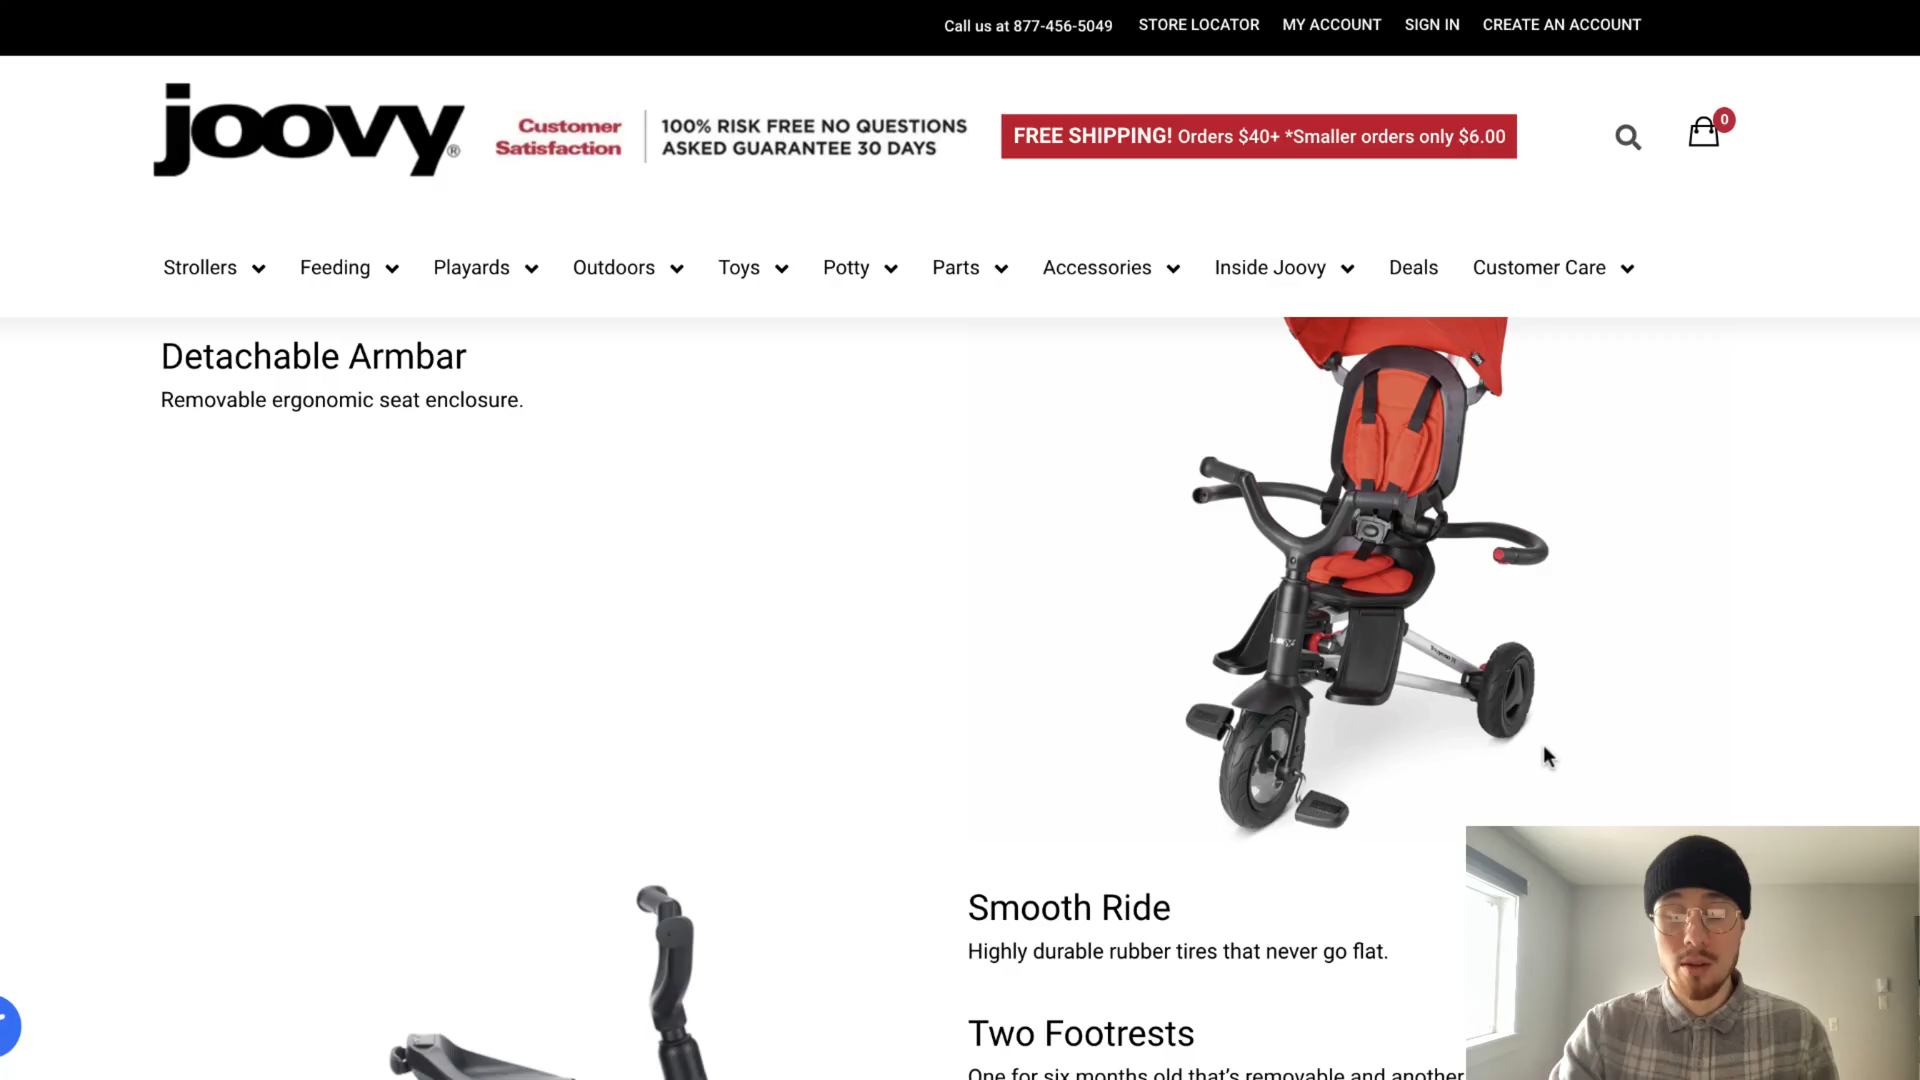 Call us at 877-456-5049 STORE LOCATOR MY ACCOUNT SIGN IN CREATE AN ACCOUNT
joovy®
Customer Satisfaction
100% RISK FREE NO QUESTIONS
ASKED GUARANTEE 30 DAYS
FREE SHIPPING! Orders $40+ *Smaller orders only $6.00
0
Strollers Feeding Playards Outdoors Toys Potty Parts Accessories Inside Joovy Deals Customer Care
Detachable Armbar
Removable ergonomic seat enclosure.
Smooth Ride
Highly durable rubber tires that never go flat.
Two Footrests
One for six months old that's removable and another